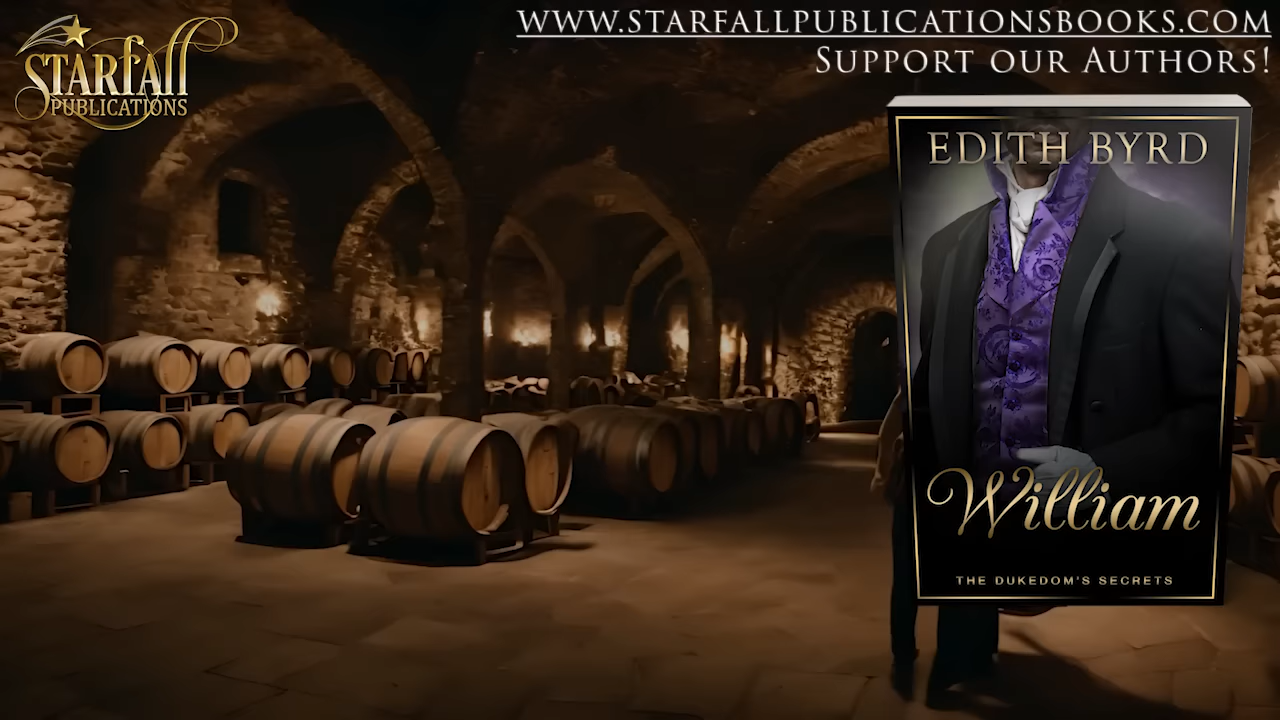 STARfall
PUBLICATIONS
WWW.STARFALLPUBLICATIONSBOOKS.COM
SUPPORT OUR AUTHORS!
EDITH BYRD
William
THE DUKEDOM'S SECRETS